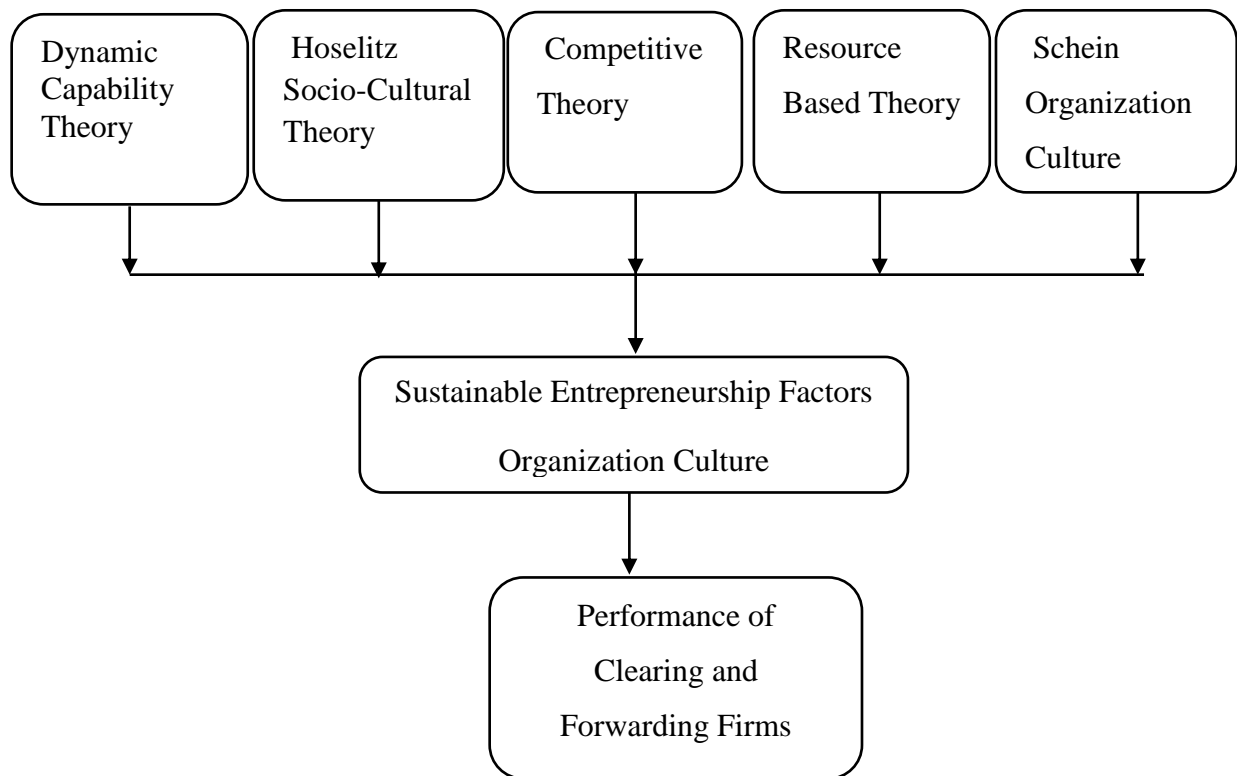 Dynamic
Capability
Theory
Hoselitz
Socio-Cultural
Theory
Competitive
Theory
Resource
Based Theory
Schein
Organization
Culture
Sustainable Entrepreneurship Factors
Organization Culture
Performance of
Clearing and
Forwarding Firms